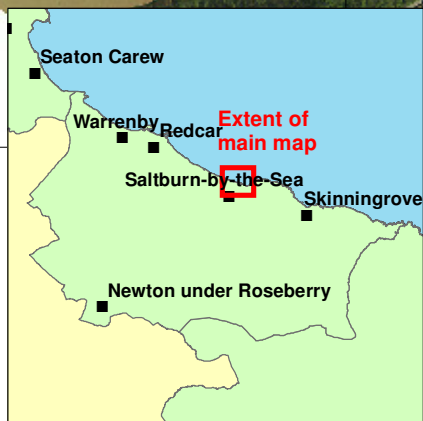 Seaton Carew
Extent of
main map
Warrenby
Redcar
Saltburn-by-the-Sea
Skinningrove
Newton under Roseberry